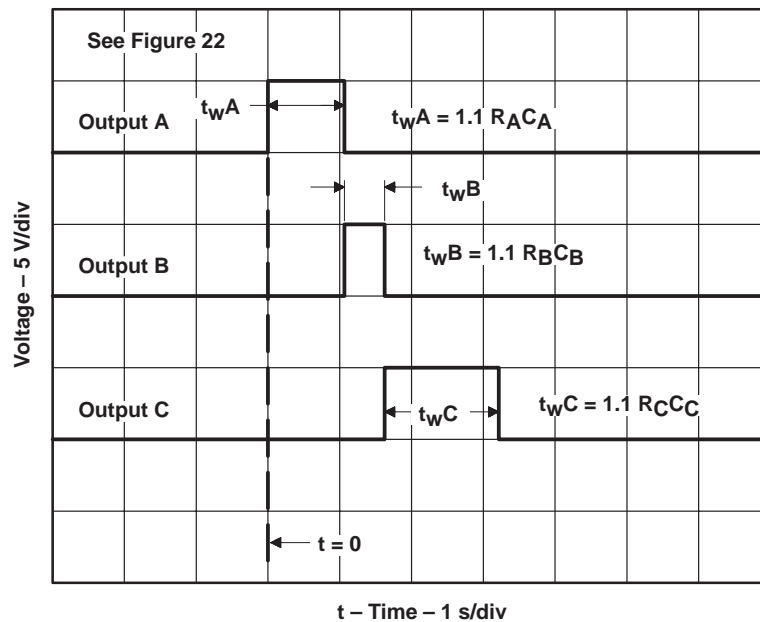 See Figure 22
twA
Output A
twA = 1.1 RACA
twB
Output B
twB = 1.1 RBCB
Output C
twC
twC = 1.1 RCCC
t = 0
Voltage – 5 V/div
t – Time – 1 s/div